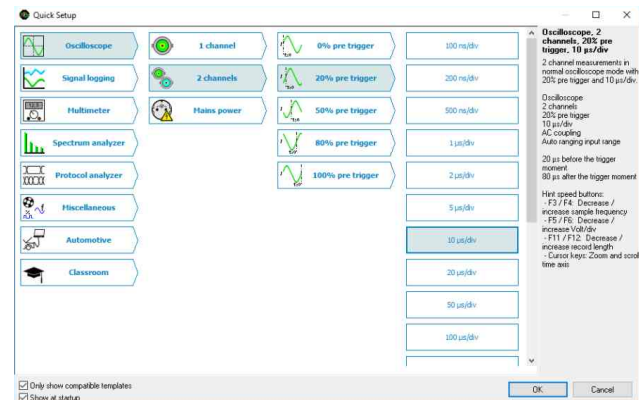 Quick Setup
Oscilloscope
Signal logging
Multimeter
Spectrum analyzer
Protocol analyzer
Miscellaneous
Automotive
Classroom
1 channel
2 channels
Mains power
0% pre trigger
20% pre trigger
50% pre trigger
80% pre trigger
100% pre trigger
100 ns/div
200 ns/div
500 ns/div
1 µs/div
2 µs/div
5 µs/div
10 µs/div
20 µs/div
50 µs/div
100 µs/div
Oscilloscope, 2
channels, 20% pre
trigger, 10 µs/div
2 channel measurements in
normal oscilloscope mode with
20% pre trigger and 10 µs/div.
Oscilloscope
2 channels
20% pre trigger
10 µs/div
AC coupling
Auto ranging input range
20 µs before the trigger
moment
80 µs after the trigger moment
Hint speed buttons:
- F3 / F4: Decrease /
increase sample frequency
- F5 / F6: Decrease /
increase Volt/div
- F11 / F12: Decrease /
increase record length
- Cursor keys: Zoom and scroll
time axis
Only show compatible templates
Show at startup
OK
Cancel